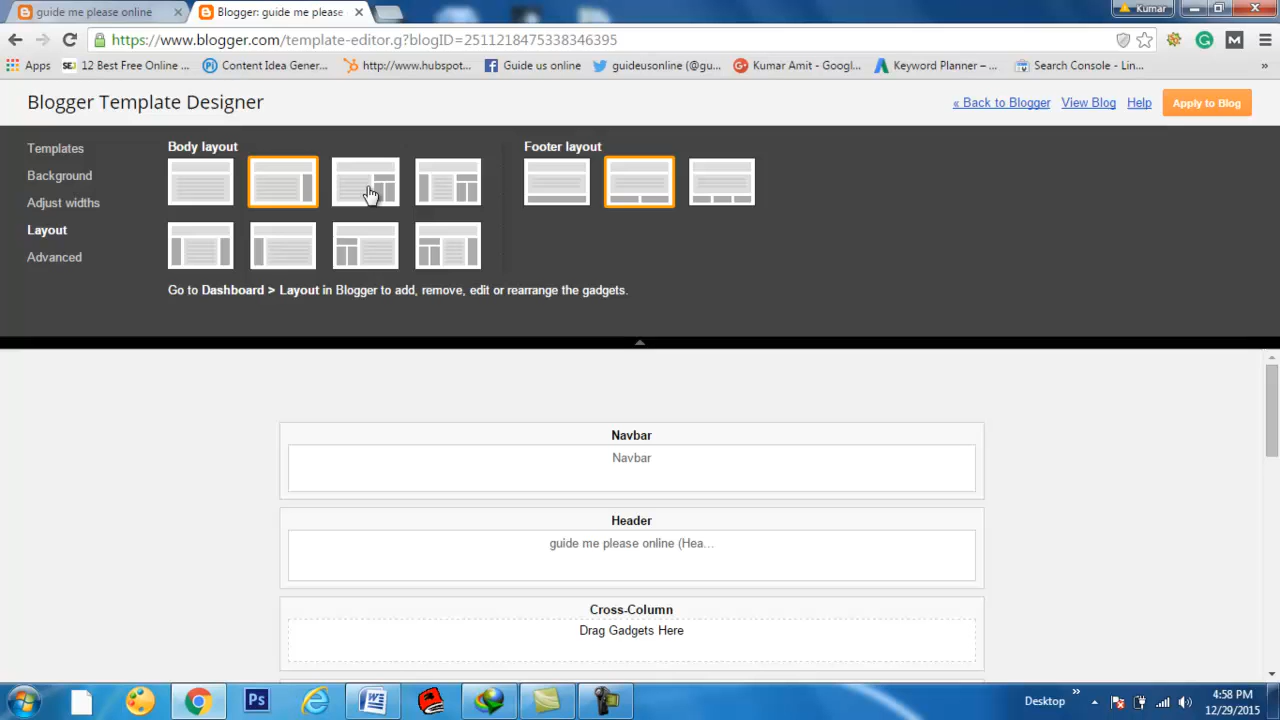 guide me please online
Blogger: guide me please
Kumar
https://www.blogger.com/template-editor.g?blogID=2511218475338346395
Apps
SE
12 Best Free Online ...
Content Idea Gener...
http://www.hubspot...
Guide us online
guideusonline (@gu...
Kumar Amit - Googl...
Keyword Planner – ...
Search Console - Lin...
»
Blogger Template Designer
« Back to Blogger
View Blog
Help
Apply to Blog
Templates
Background
Adjust widths
Layout
Advanced
Body layout
Footer layout
Go to Dashboard > Layout in Blogger to add, remove, edit or rearrange the gadgets.
Navbar
Navbar
Header
guide me please online (Hea...
Cross-Column
Drag Gadgets Here
Ps
W
Desktop
»
4:58 PM
12/29/2015